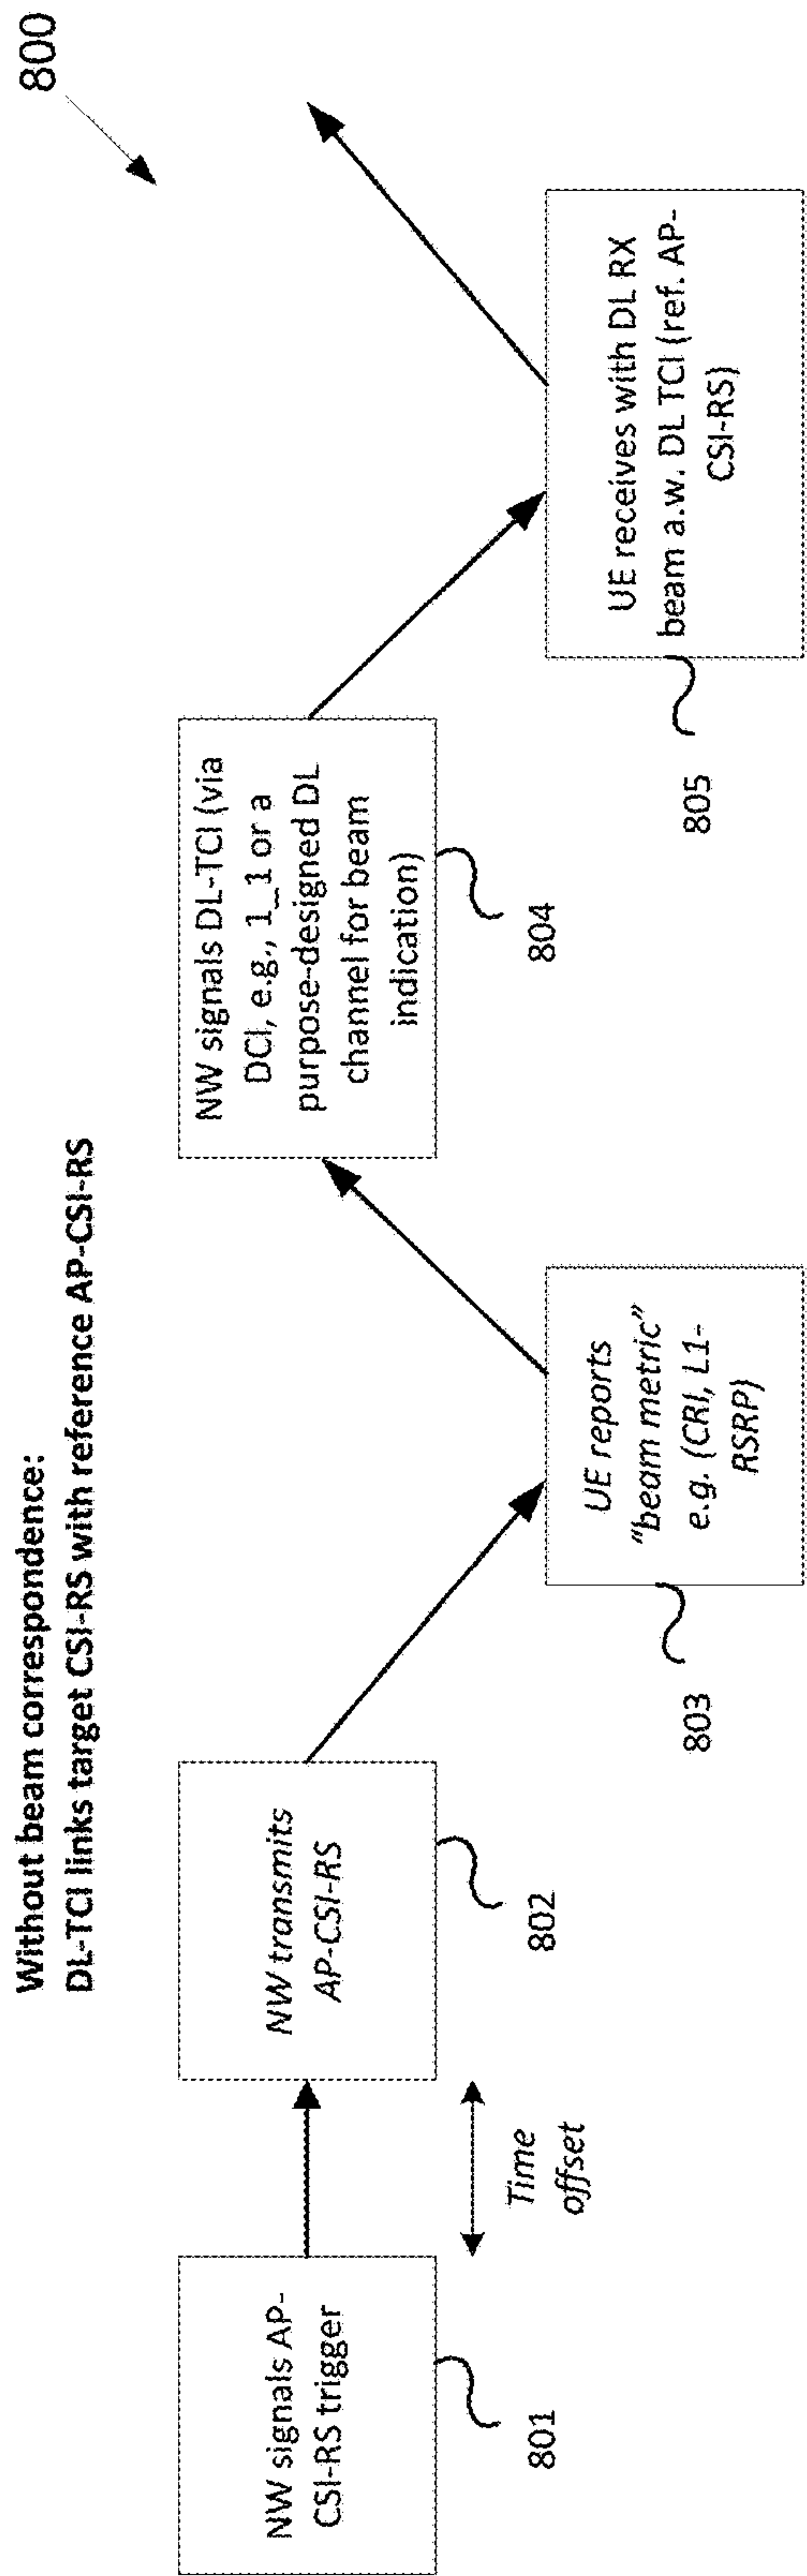 800
Without beam correspondence:
DL-TCI links target CSI-RS with reference AP-CSI-RS
NW signals AP-
CSI-RS trigger
801
Time
offset
NW transmits
AP-CSI-RS
802
UE reports
"beam metric"
e.g. (CRI, L1-
RSRP)
803
NW signals DL-TCI (via
DCI, e.g., 1_1 or a
purpose-designed DL
channel for beam
indication)
804
UE receives with DL RX
beam a.w. DL TCI (ref. AP-
CSI-RS)
805